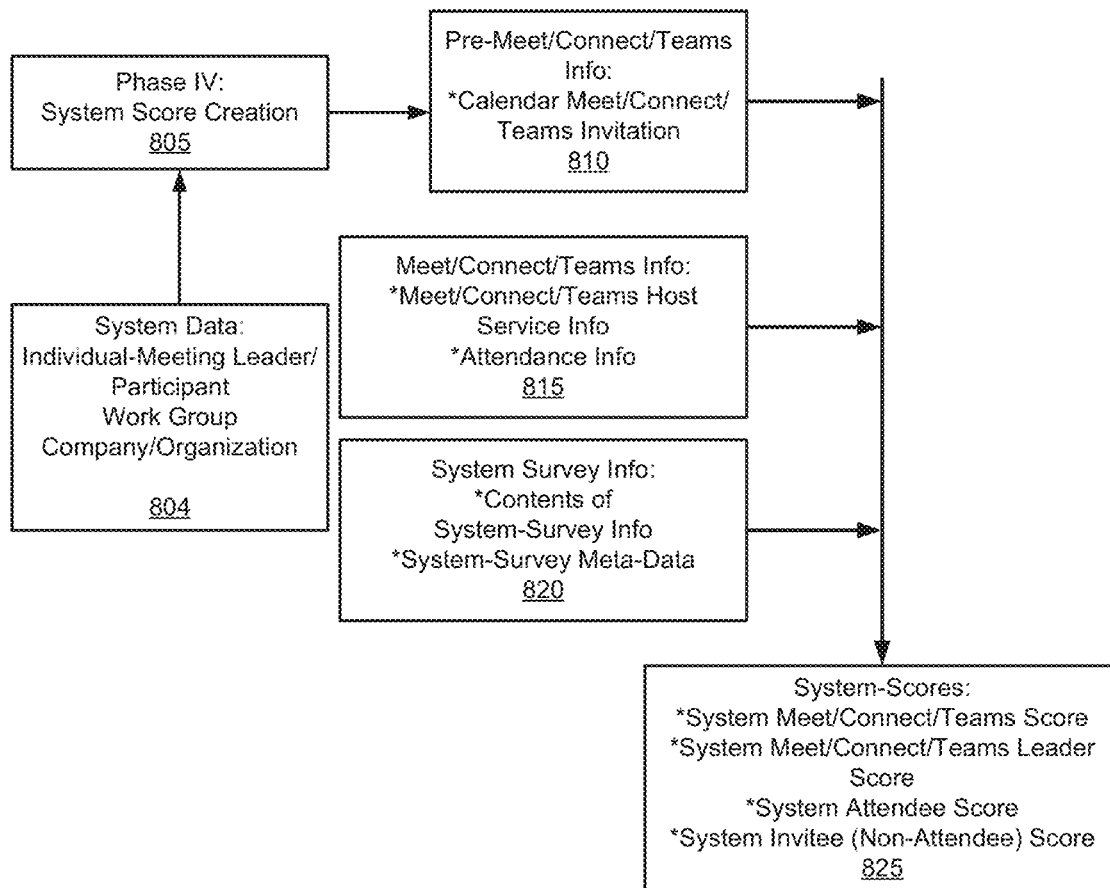 Phase IV:
System Score Creation
805
Pre-Meet/Connect/Teams
Info:
*Calendar Meet/Connect/
Teams Invitation
810
System Data:
Individual-Meeting Leader/
Participant
Work Group
Company/Organization
804
Meet/Connect/Teams Info:
*Meet/Connect/Teams Host
Service Info
*Attendance Info
815
System Survey Info:
*Contents of
System-Survey Info
*System-Survey Meta-Data
820
System-Scores:
*System Meet/Connect/Teams Score
*System Meet/Connect/Teams Leader
Score
*System Attendee Score
*System Invitee (Non-Attendee) Score
825